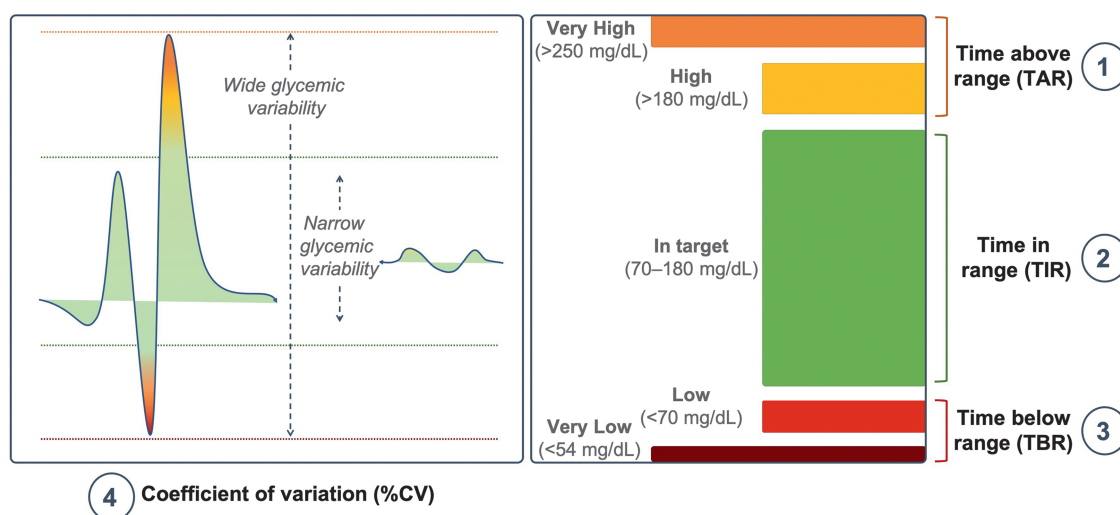 Wide glycemic
variability
Narrow
glycemic
variability
4 Coefficient of variation (%CV)
Very High
(>250 mg/dL)
High
(>180 mg/dL)
Time above
range (TAR)
1
In target
(70–180 mg/dL)
Time in
range (TIR)
2
Low
(<70 mg/dL)
Very Low
(<54 mg/dL)
Time below
range (TBR)
3